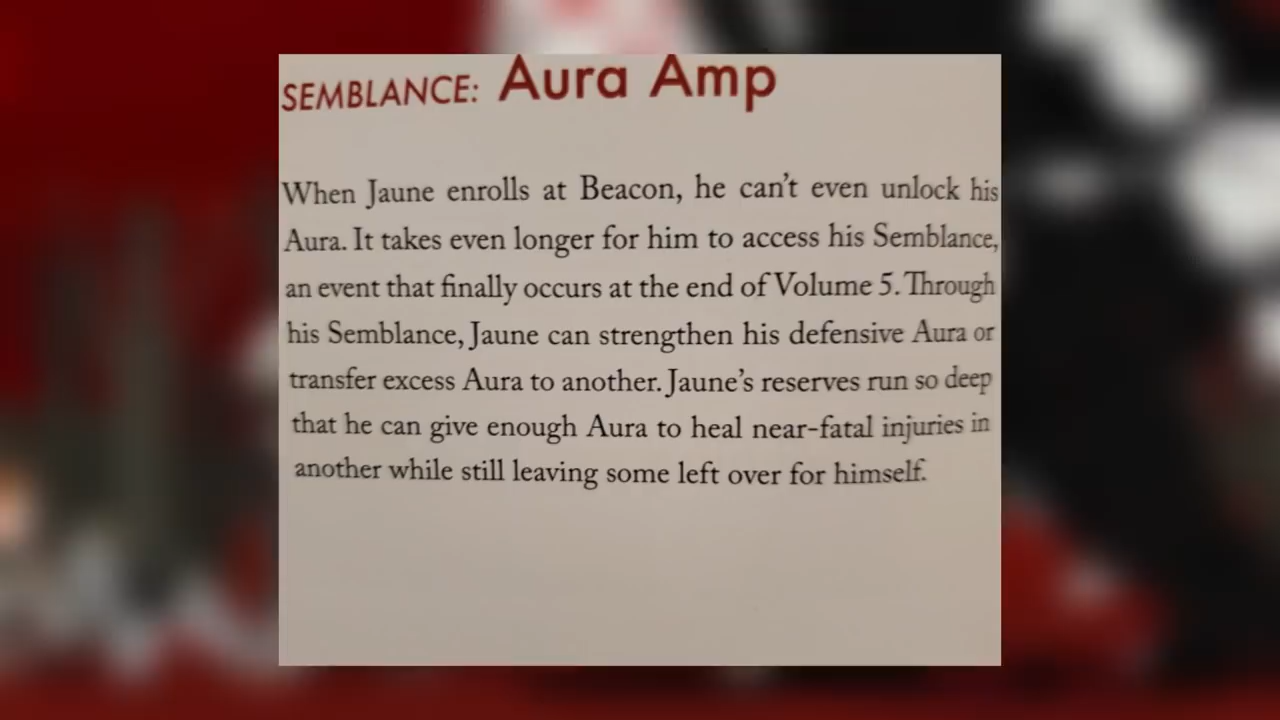 SEMBLANCE: Aura Amp
When Jaune enrolls at Beacon, he can't even unlock his
Aura. It takes even longer for him to access his Semblance,
an event that finally occurs at the end of Volume 5. Through
his Semblance, Jaune can strengthen his defensive Aura or
transfer excess Aura to another. Jaune's reserves run so deep
that he can give enough Aura to heal near-fatal injuries in
another while still leaving some left over for himself.